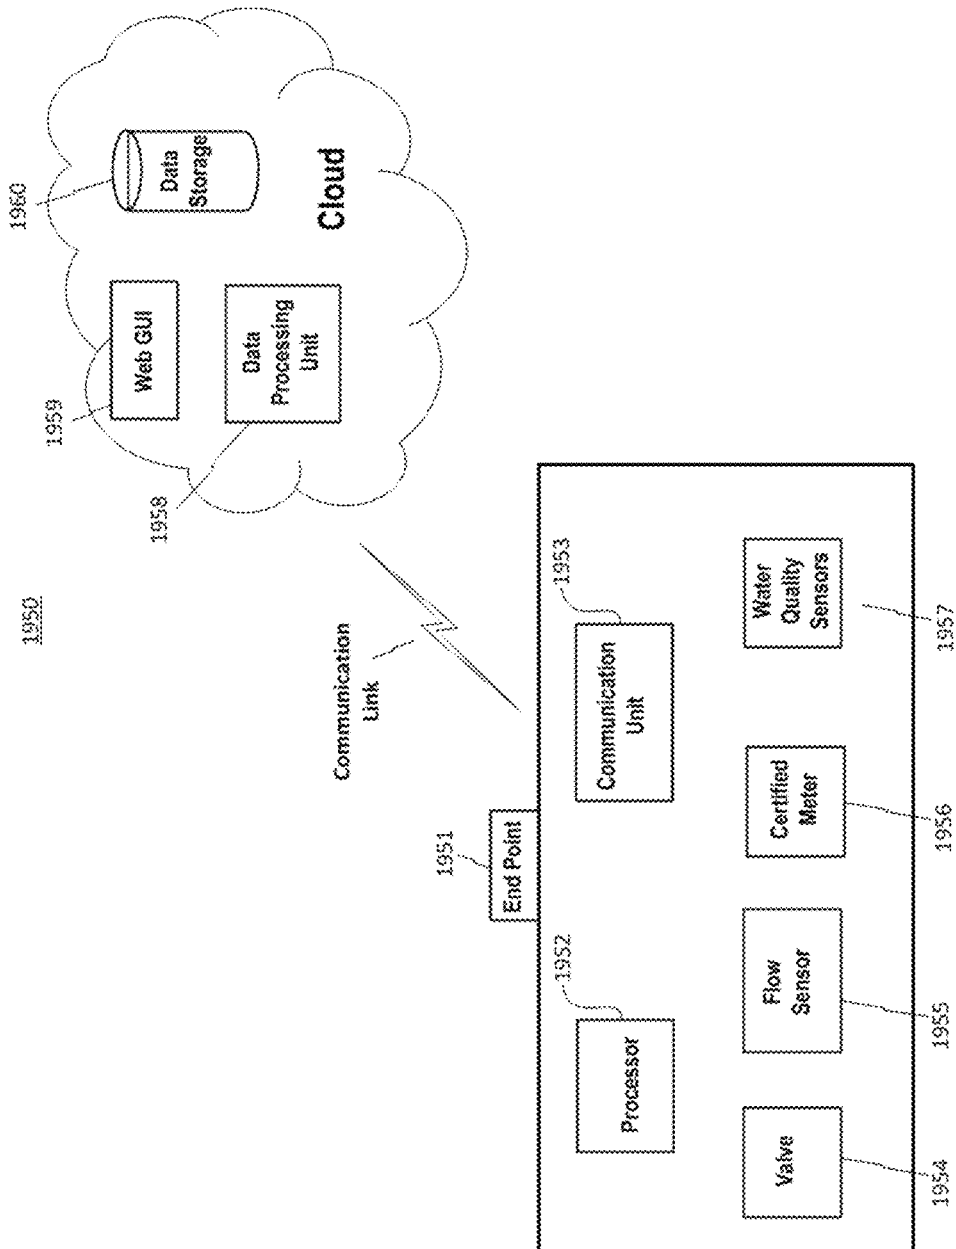 1950
1960
Data
Storage
Cloud
1959
Web GUI
1958
Data
Processing
Unit
Communication
Link
1951
End Point
1952
Processor
1953
Communication
Unit
Valve
1954
Flow
Sensor
1955
Certified
Meter
1956
Water
Quality
Sensors
1957